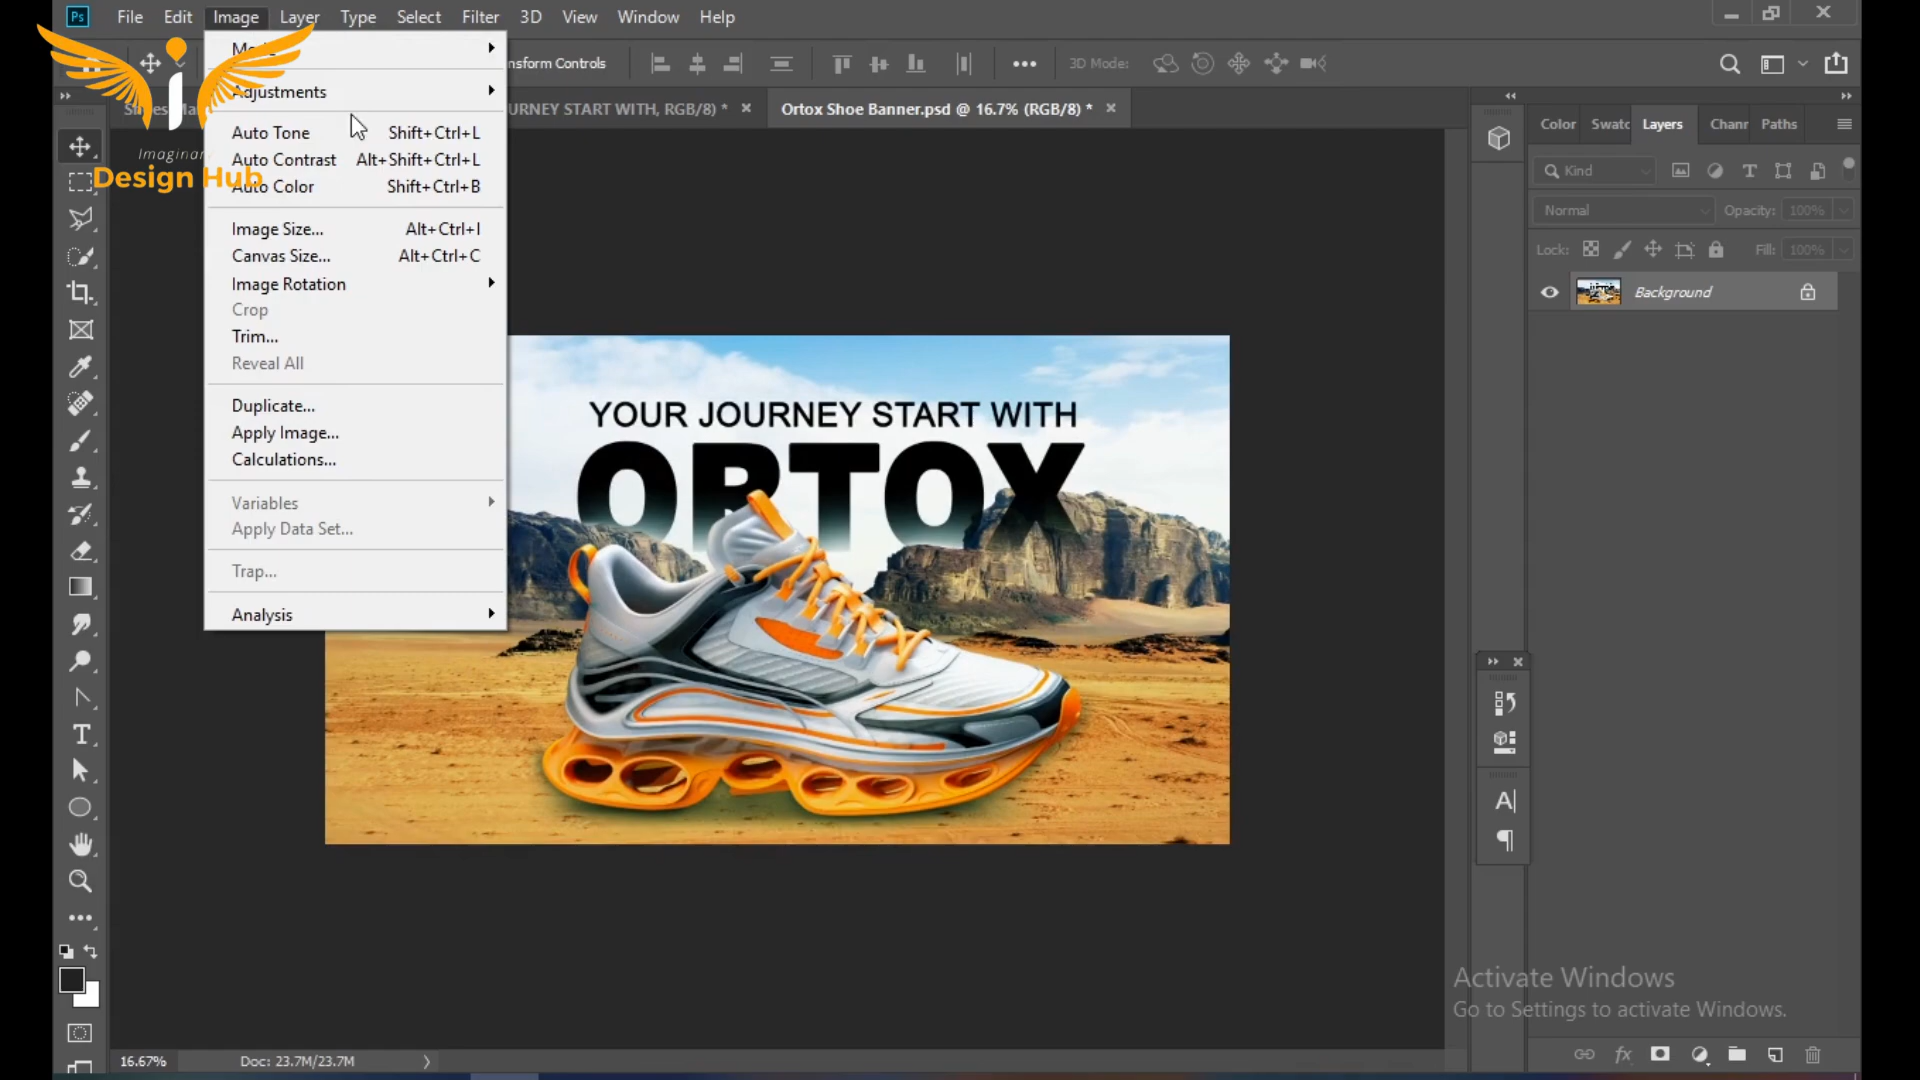 Ps File Edit Image Layer Type Select Filter 3D View Window Help
nsform Controls
3D Mode:
Adjustments
Auto Tone Shift+Ctrl+L
Auto Contrast Alt+Shift+Ctrl+L
Auto Color Shift+Ctrl+B
Image Size... Alt+Ctrl+I
Canvas Size... Alt+Ctrl+C
Image Rotation
Crop
Trim...
Reveal All
Duplicate...
Apply Image...
Calculations...
Variables
Apply Data Set...
Trap...
Analysis
Imaginar
Design Hub
URNEY START WITH, RGB/8) *
Ortox Shoe Banner.psd @ 16.7% (RGB/8) *
YOUR JOURNEY START WITH
ORTOX
Color Swatc Layers Chanr Paths
Kind
Normal Opacity: 100%
Lock: Fill: 100%
Background
Activate Windows
Go to Settings to activate Windows.
16.67% Doc: 23.7M/23.7M